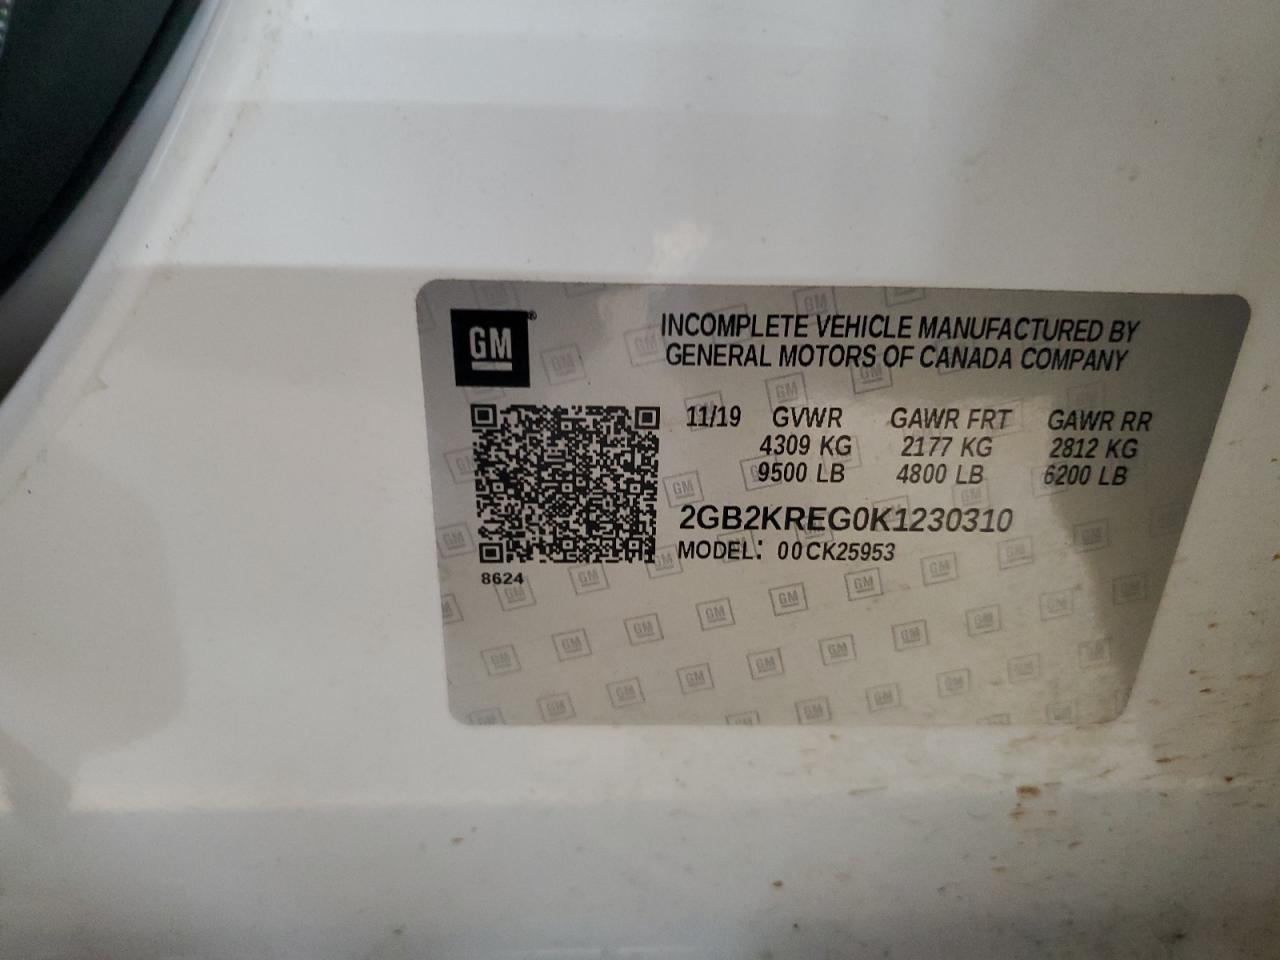 GM
INCOMPLETE VEHICLE MANUFACTURED BY
GENERAL MOTORS OF CANADA COMPANY
11/19 GVWR GAWR FRT GAWR RR
4309 KG 2177 KG 2812 KG
9500 LB 4800 LB 6200 LB
2GB2KREG0K1230310
MODEL: 00CK25953
8624